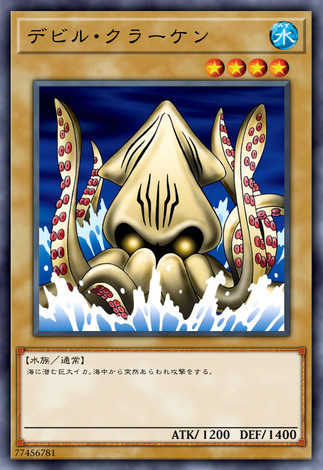 デビル・クラーケン
水
【水族/通常】
海に潜む巨大イカ。海中から突然あらわれ攻撃をする。
ATK/1200 DEF/1400
77456781